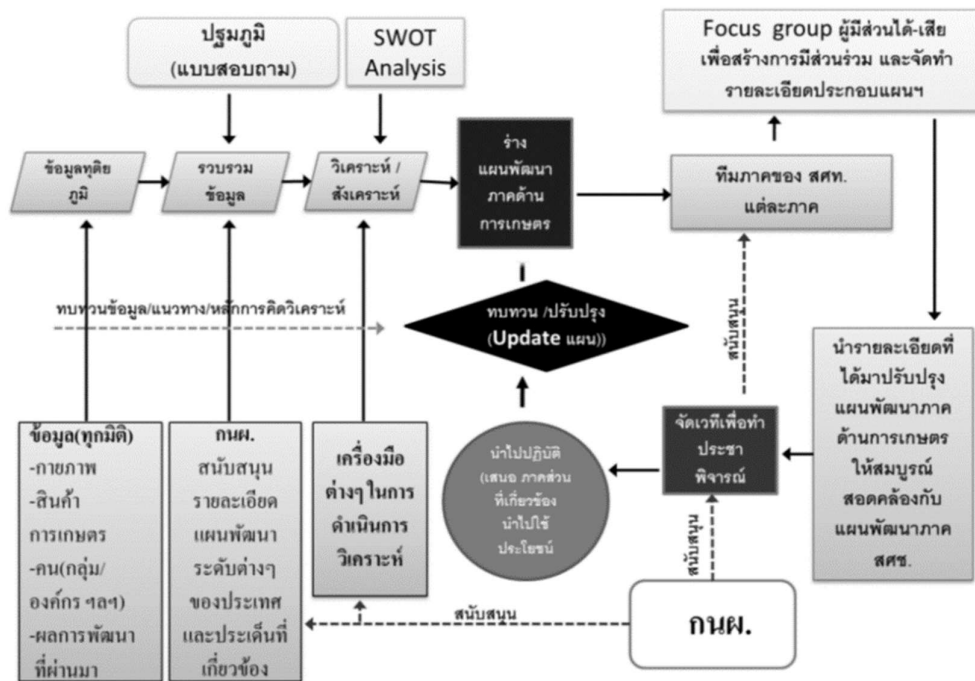 ปฐมภูมิ
(แบบสอบถาม)
SWOT
Analysis
Focus group ผู้มีส่วนได้-เสีย
เพื่อสร้างการมีส่วนร่วม และจัดทำ
รายละเอียดประกอบแผนฯ
ข้อมูลทุติย
ภูมิ
รวบรวม
ข้อมูล
วิเคราะห์ /
สังเคราะห์
ร่าง
แผนพัฒนา
ภาคด้าน
การเกษตร
ทีมภาคของ สศท.
แต่ละภาค
ทบทวนข้อมูล/แนวทาง/หลักการคิดวิเคราะห์
ทบทวน /ปรับปรุง
(Update แผน))
สนับสนุน
นำรายละเอียดที่
ได้มาปรับปรุง
แผนพัฒนาภาค
ด้านการเกษตร
ให้สมบูรณ์
สอดคล้องกับ
แผนพัฒนาภาค
สศช.
ข้อมูล(ทุกมิติ)
-กายภาพ
-สินค้า
การเกษตร
-คน(กลุ่ม/
องค์กร ฯลฯ)
-ผลการพัฒนา
ที่ผ่านมา
กนผ.
สนับสนุน
รายละเอียด
แผนพัฒนา
ระดับต่างๆ
ของประเทศ
และประเด็นที่
เกี่ยวข้อง
เครื่องมือ
ต่างๆ ในการ
ดำเนินการ
วิเคราะห์
นำไปปฏิบัติ
(เสนอ ภาคส่วน
ที่เกี่ยวข้อง
นำไปใช้
ประโยชน์
จัดเวทีเพื่อทำ
ประชา
พิจารณ์
สนับสนุน
สนับสนุน
กนผ.